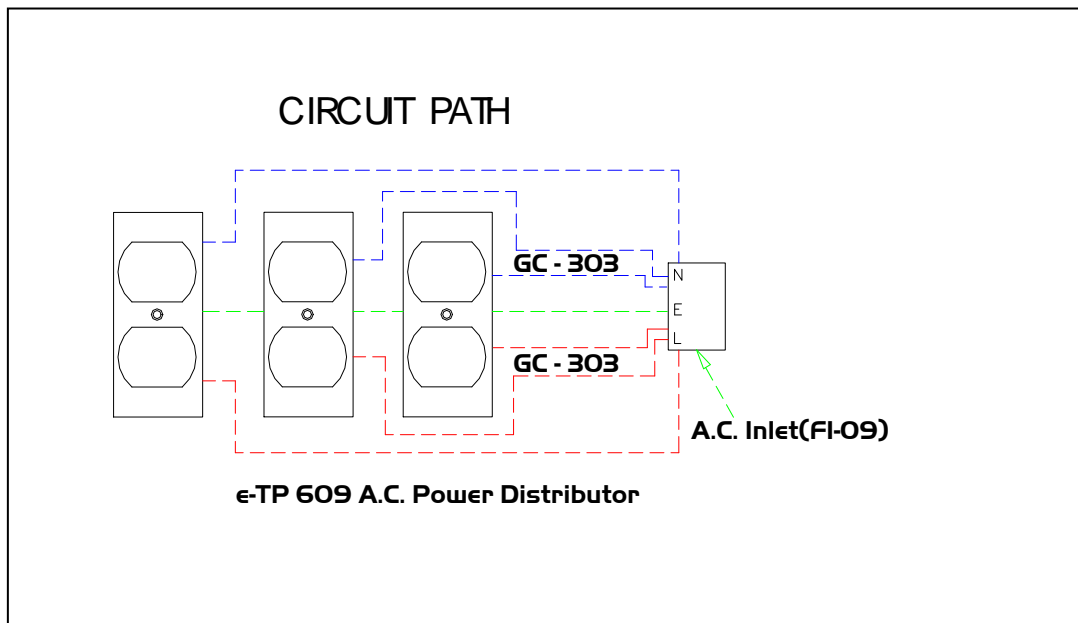 CIRCUIT PATH
GC - 303
N
E
L
GC - 303
A.C. Inlet(FI-09)
e-TP 609 A.C. Power Distributor